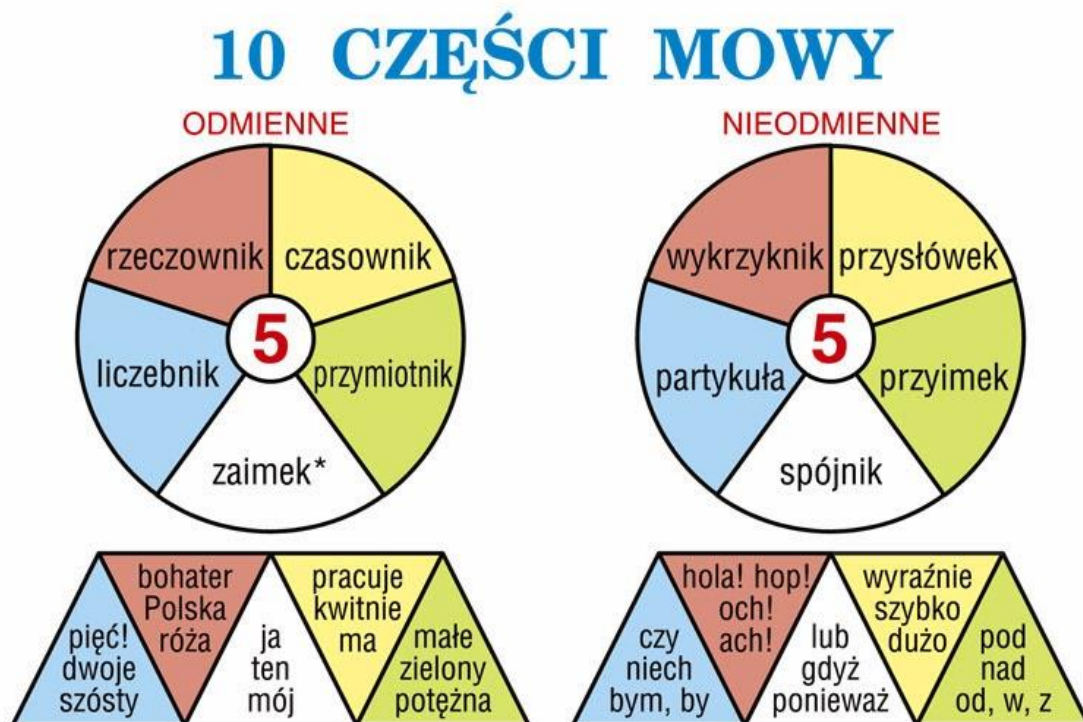 10 CZĘŚCI MOWY
ODMIENNE
rzeczownik
czasownik
5
liczebnik
przymiotnik
zaimek*
NIEODMIENNE
wykrzyknik
przysłówek
5
partykuła
przyimek
spójnik
pięć!
dwoje
szósty
bohater
Polska
róża
ja
ten
mój
pracuje
kwitnie
ma
małe
zielony
potężna
czy
niech
bym, by
hola! hop!
och!
ach!
lub
gdyż
ponieważ
wyraźnie
szybko
dużo
pod
nad
od, w, z